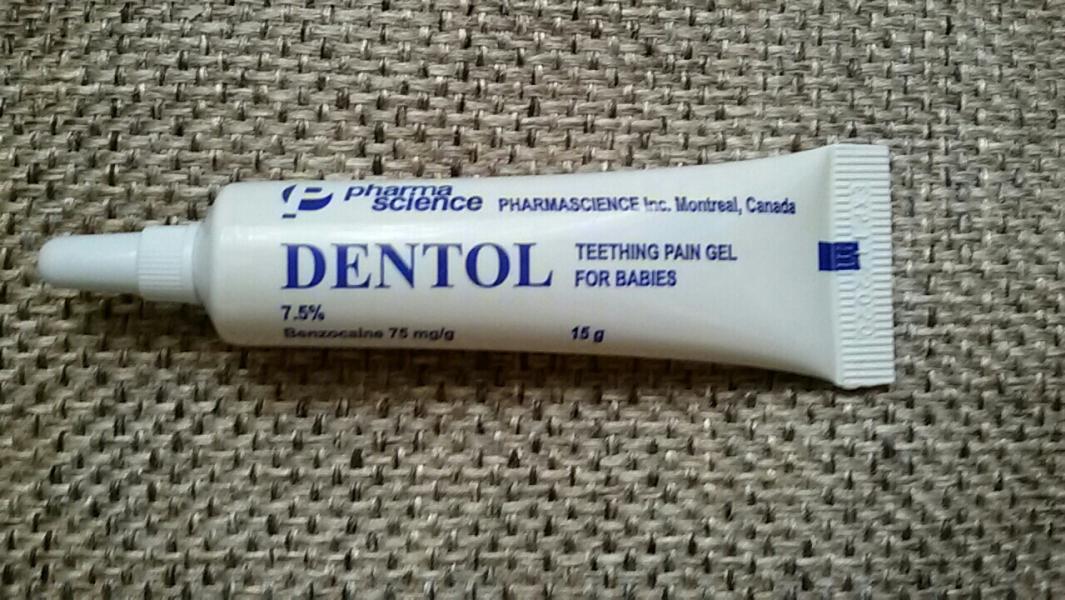 pharma
science PHARMASCIENCE Inc. Montreal, Canada
DENTOL TEETHING PAIN GEL
FOR BABIES
7.5%
Benzocaine 75 mg/g 15 g